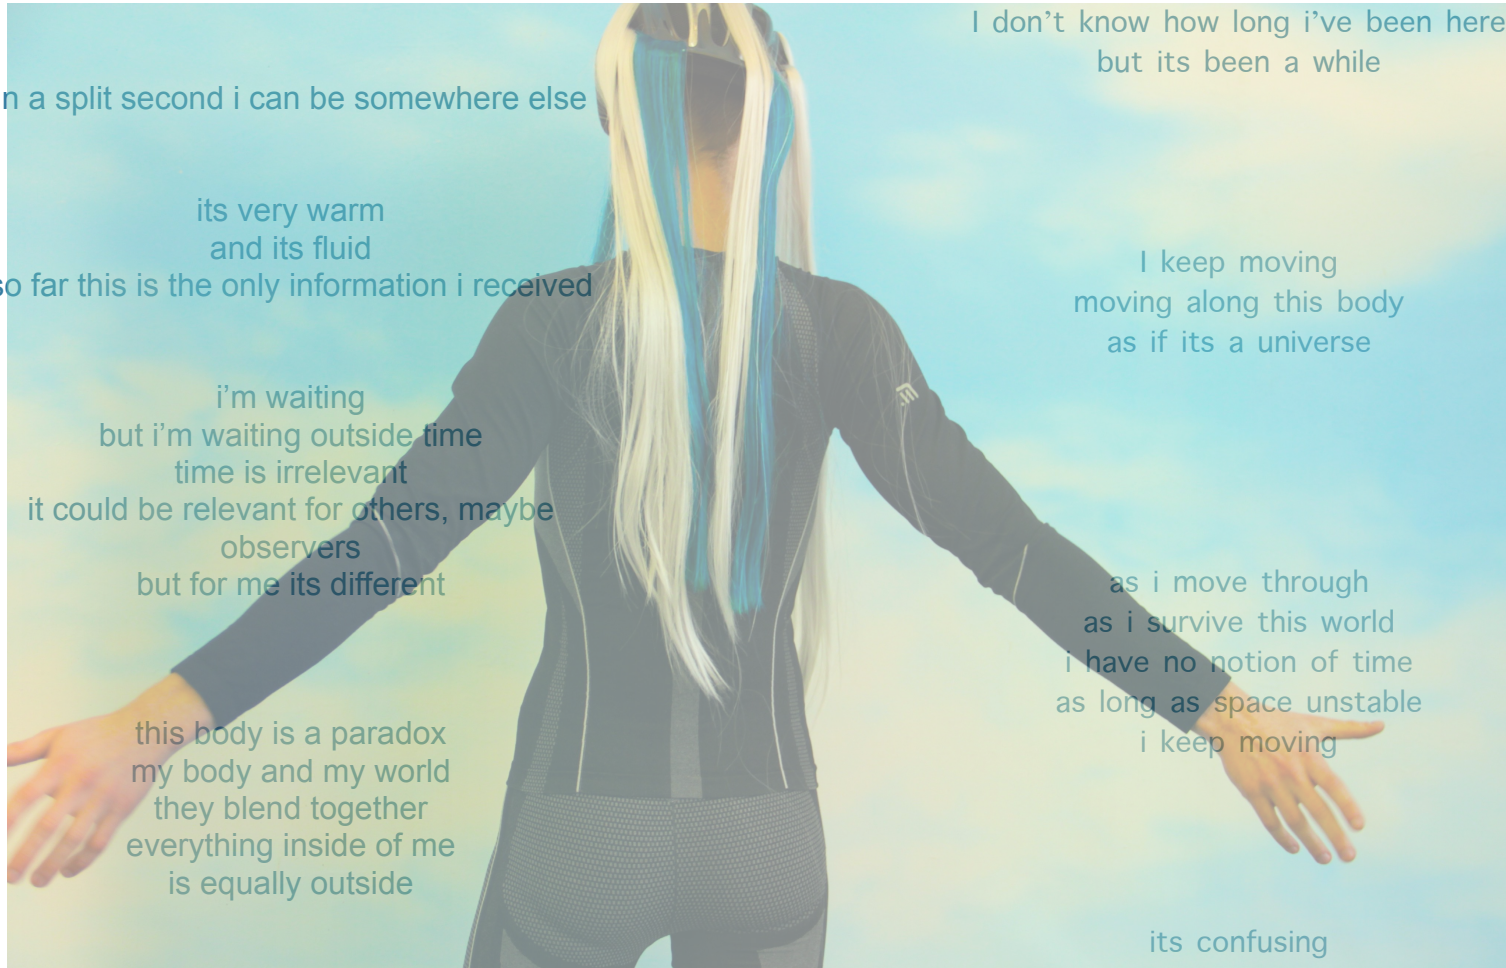 n a split second i can be somewhere else
its very warm
and its fluid
so far this is the only information i received
i'm waiting
but i'm waiting outside time
time is irrelevant
it could be relevant for others, maybe
observers
but for me its different
this body is a paradox
my body and my world
they blend together
everything inside of me
is equally outside
I don't know how long i've been here
but its been a while
I keep moving
moving along this body
as if its a universe
as i move through
as i survive this world
i have no notion of time
as long as space unstable
i keep moving
its confusing